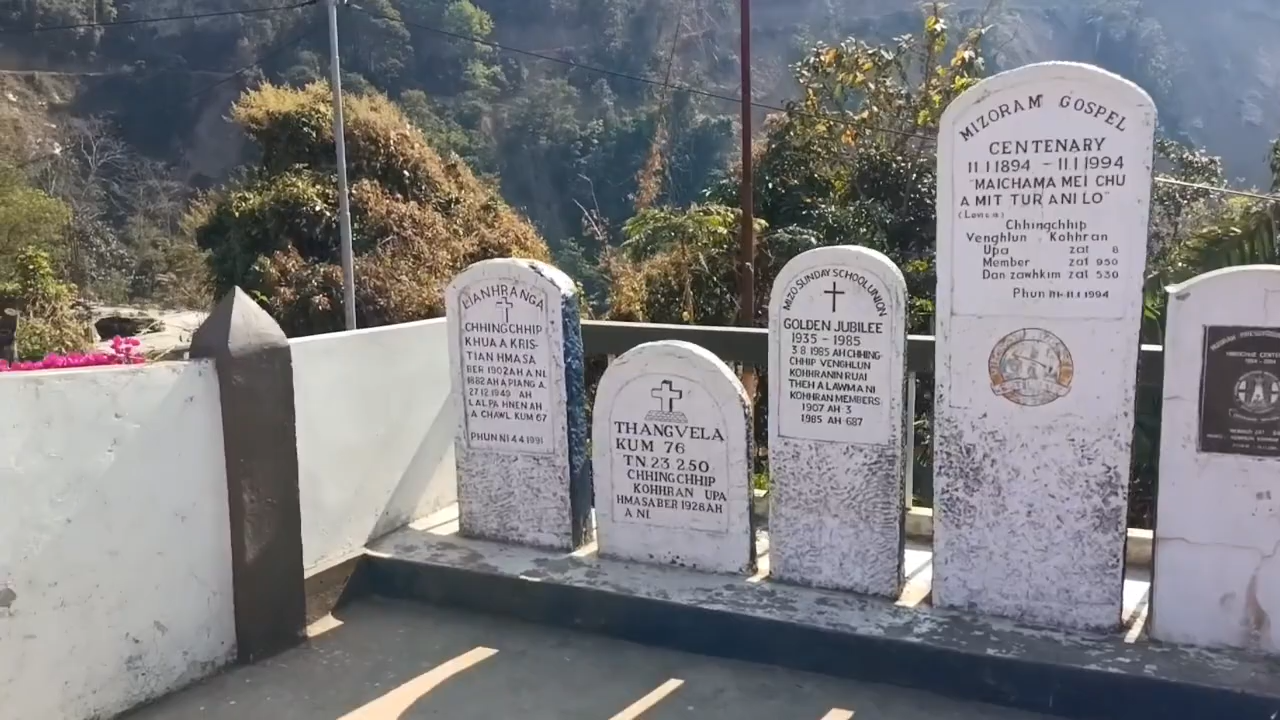 LIANHRANGA
CHHINGCHHIP
KHUA A KRIS-
TIAN HMASA
BER 1902 AH A NI.
1882 AH A PIANG A.
27.12.1949 AH
LALPA HNEN AH
A CHAWL KUM 67
PHUN NI 4.4.1991
THANGVELA
KUM 76
TN.23.2.50
CHHINGCHHIP
KOHHRAN UPA
HMASABER 1928 AH
A NI.
MIZO SUNDAY SCHOOL UNION
GOLDEN JUBILEE
1935 - 1985
3.8.1985 AH CHHING-
CHHIP VENGHLUN
KOHHRANIN RUAI
THEH A LAWM A NI
KOHHRAN MEMBERS
1907 AH-3
1985 AH-687
MIZORAM GOSPEL
CENTENARY
11.1.1894 - 11.1.1994
"MAICHAMA MEI CHU
A MIT TUR A NI LO"
Chhingchhip
Venghlun Kohhran
Upa zat 8
Member zat 950
Dan zawhkim zat 530
Phun ni-11.1.1994